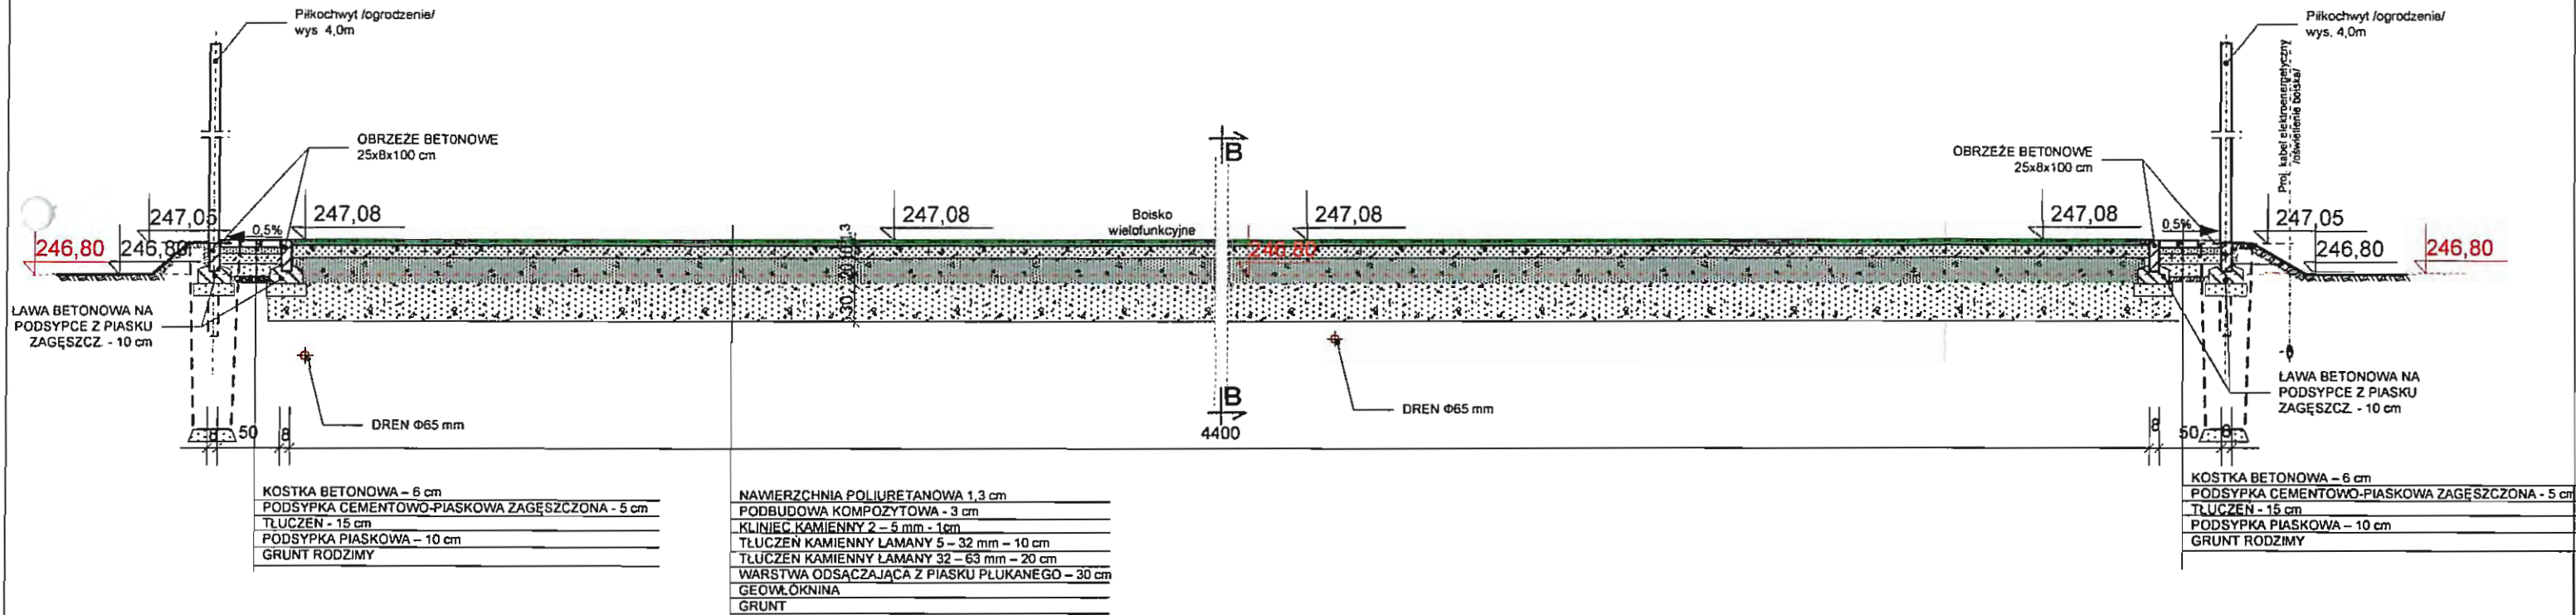 Piłkochwyt /ogrodzenie/
wys 4,0m
Piłkochwyt /ogrodzenie/
wys. 4,0m
Proj. kabel elektroenergetyczny
/oświetlenie boiska/
OBRZEŻE BETONOWE
25x8x100 cm
B
OBRZEŻE BETONOWE
25x8x100 cm
247,05
247,08
247,08
Boisko
wielofunkcyjne
247,08
247,08
247,05
0,5%
0,5%
246,80
246,80
246,80
246,80
246,80
ŁAWA BETONOWA NA
PODSYPCE Z PIASKU
ZAGĘSZCZ. - 10 cm
DREN Φ65 mm
B
DREN Φ65 mm
ŁAWA BETONOWA NA
PODSYPCE Z PIASKU
ZAGĘSZCZ. - 10 cm
8 50 8
4400
8 50 8
KOSTKA BETONOWA – 6 cm
PODSYPKA CEMENTOWO-PIASKOWA ZAGĘSZCZONA - 5 cm
TŁUCZEŃ - 15 cm
PODSYPKA PIASKOWA – 10 cm
GRUNT RODZIMY
NAWIERZCHNIA POLIURETANOWA 1,3 cm
PODBUDOWA KOMPOZYTOWA - 3 cm
KLINIEC KAMIENNY 2 – 5 mm - 1cm
TŁUCZEŃ KAMIENNY ŁAMANY 5 – 32 mm – 10 cm
TŁUCZEŃ KAMIENNY ŁAMANY 32 – 63 mm – 20 cm
WARSTWA ODSĄCZAJĄCA Z PIASKU PŁUKANEGO – 30 cm
GEOWŁÓKNINA
GRUNT
KOSTKA BETONOWA – 6 cm
PODSYPKA CEMENTOWO-PIASKOWA ZAGĘSZCZONA - 5 cm
TŁUCZEŃ - 15 cm
PODSYPKA PIASKOWA – 10 cm
GRUNT RODZIMY